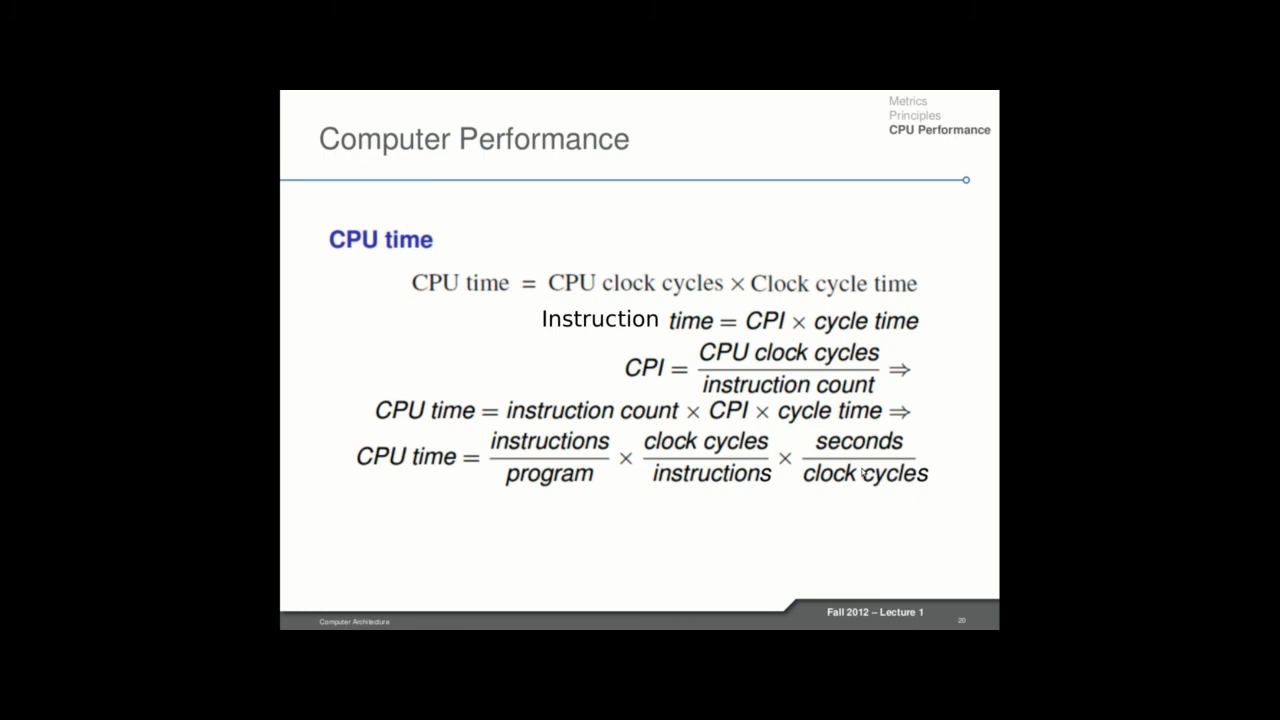 Metrics
Principles
CPU Performance
Computer Performance
CPU time
CPU time = CPU clock cycles × Clock cycle time
Instruction time = CPI × cycle time
CPI = CPU clock cycles / instruction count ⇒
CPU time = instruction count × CPI × cycle time ⇒
CPU time = instructions / program × clock cycles / instructions × seconds / clock cycles
Fall 2012 – Lecture 1
Computer Architecture
20